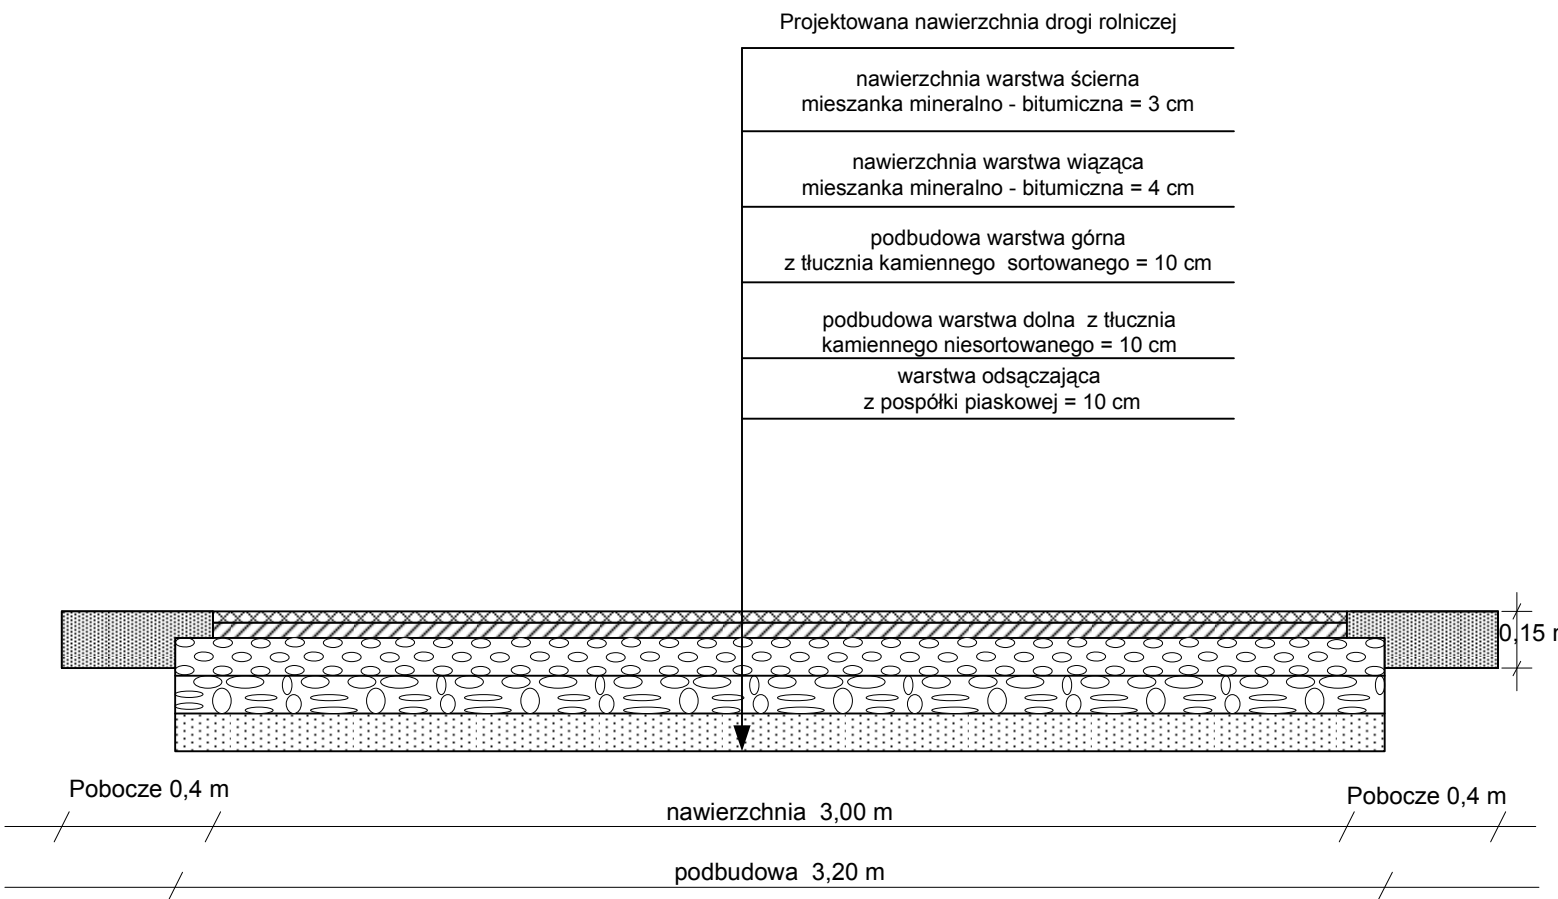 Projektowana nawierzchnia drogi rolniczej
nawierzchnia warstwa ścierna
mieszanka mineralno - bitumiczna = 3 cm
nawierzchnia warstwa wiąząca
mieszanka mineralno - bitumiczna = 4 cm
podbudowa warstwa górna
z tłucznia kamiennego sortowanego = 10 cm
podbudowa warstwa dolna z tłucznia
kamiennego niesortowanego = 10 cm
warstwa odsączająca
z pospółki piaskowej = 10 cm
0,15
Pobocze 0,4 m
nawierzchnia 3,00 m
Pobocze 0,4 m
podbudowa 3,20 m